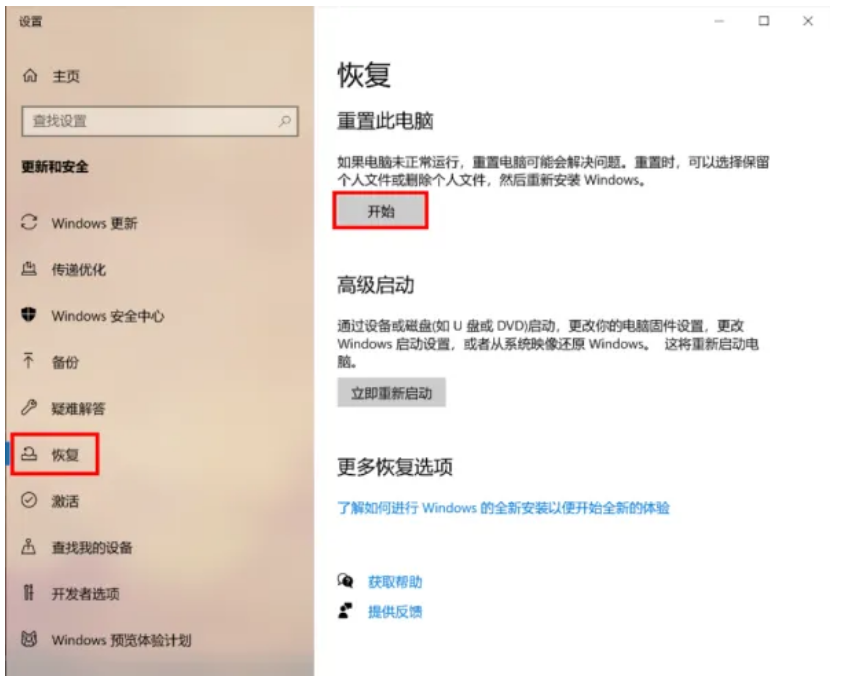 设置
主页
查找设置
更新和安全
Windows 更新
传递优化
Windows 安全中心
备份
疑难解答
恢复
激活
查找我的设备
开发者选项
Windows 预览体验计划
恢复
重置此电脑
如果电脑未正常运行，重置电脑可能会解决问题。重置时，可以选择保留
个人文件或删除个人文件，然后重新安装 Windows。
开始
高级启动
通过设备或磁盘(如 U 盘或 DVD)启动，更改你的电脑固件设置，更改
Windows 启动设置，或者从系统映像还原 Windows。 这将重新启动电
脑。
立即重新启动
更多恢复选项
了解如何进行 Windows 的全新安装以便开始全新的体验
获取帮助
提供反馈